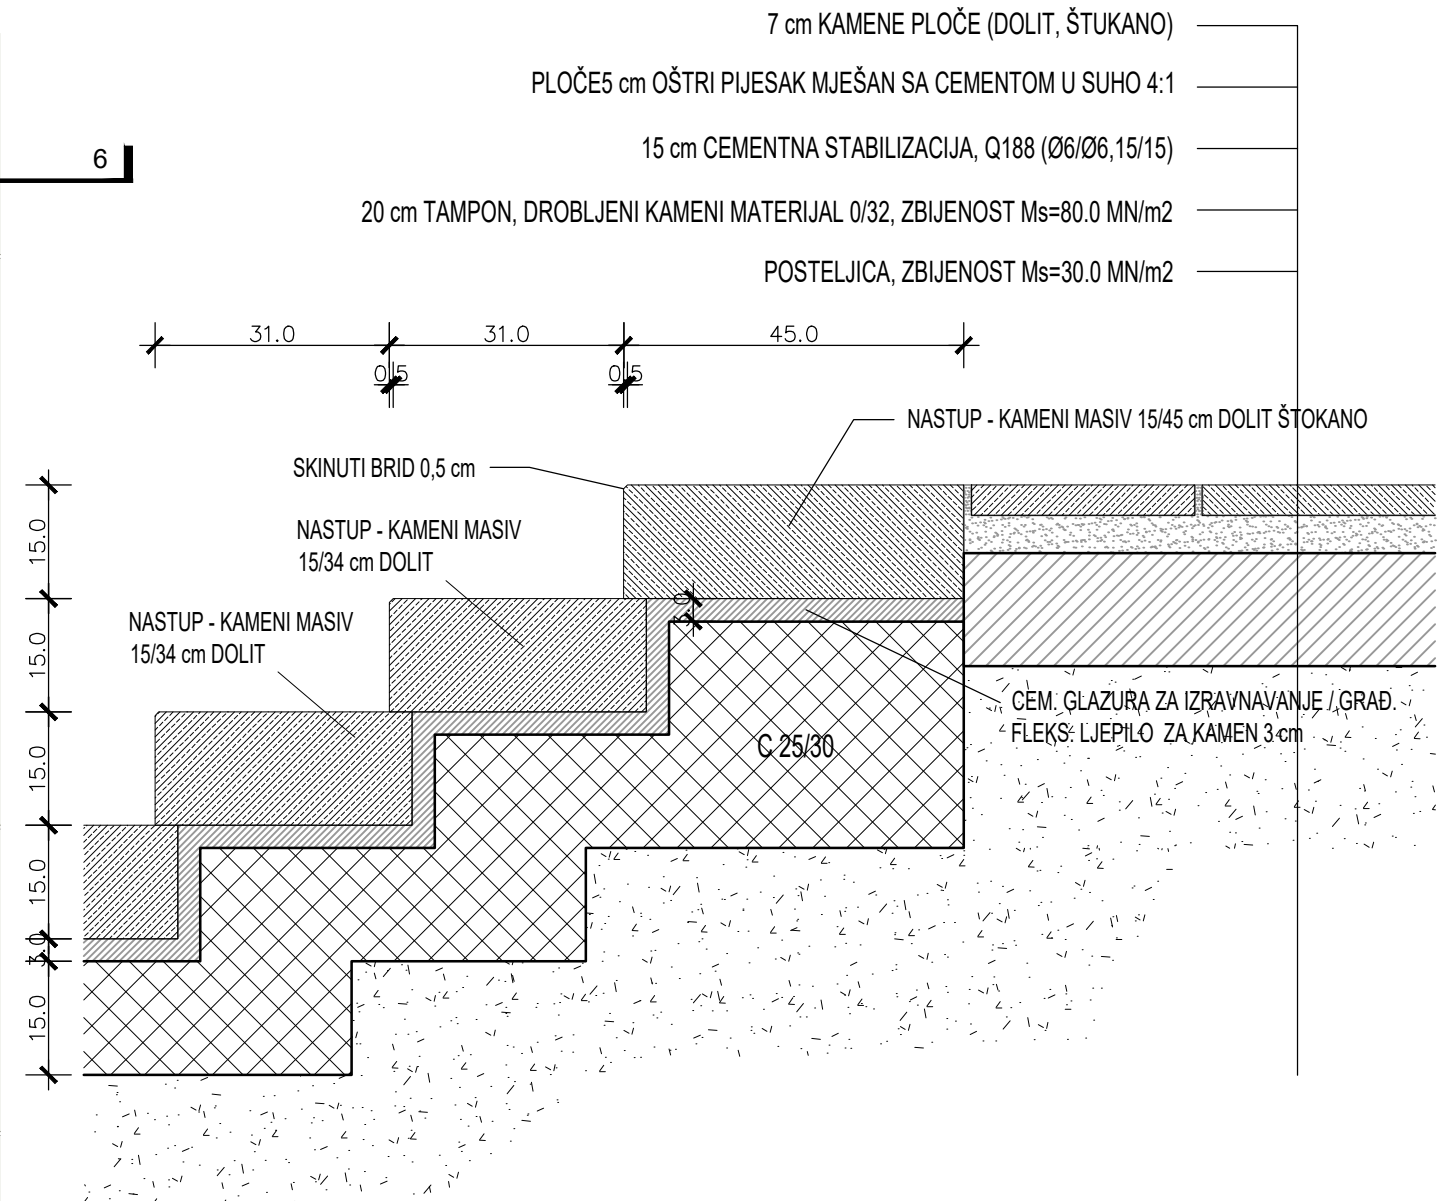 7 cm KAMENE PLOČE (DOLIT, ŠTUKANO)
PLOČE5 cm OŠTRI PIJESAK MJEŠAN SA CEMENTOM U SUHO 4:1
15 cm CEMENTNA STABILIZACIJA, Q188 (Ø6/Ø6,15/15)
6
20 cm TAMPON, DROBLJENI KAMENI MATERIJAL 0/32, ZBIJENOST Ms=80.0 MN/m2
POSTELJICA, ZBIJENOST Ms=30.0 MN/m2
31.0
31.0
45.0
0.5
0.5
NASTUP - KAMENI MASIV 15/45 cm DOLIT ŠTOKANO
SKINUTI BRID 0,5 cm
NASTUP - KAMENI MASIV
15/34 cm DOLIT
NASTUP - KAMENI MASIV
15/34 cm DOLIT
15.0
15.0
15.0
15.0
3.0
15.0
3.0
CEM. GLAZURA ZA IZRAVNAVANJE / GRAĐ.
FLEKS. LJEPILO ZA KAMEN 3 cm
C 25/30